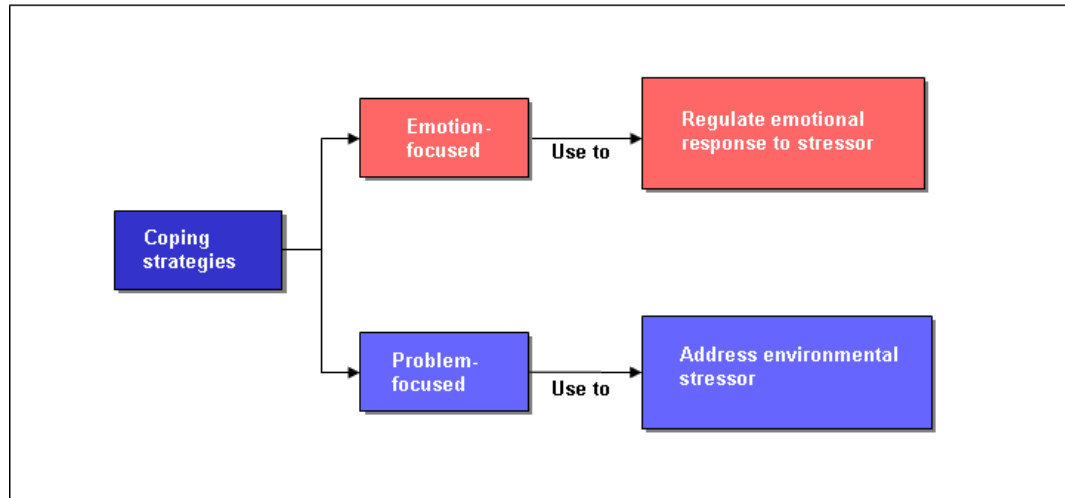 Emotion-
focused
Use to
Regulate emotional
response to stressor
Coping
strategies
Problem-
focused
Use to
Address environmental
stressor